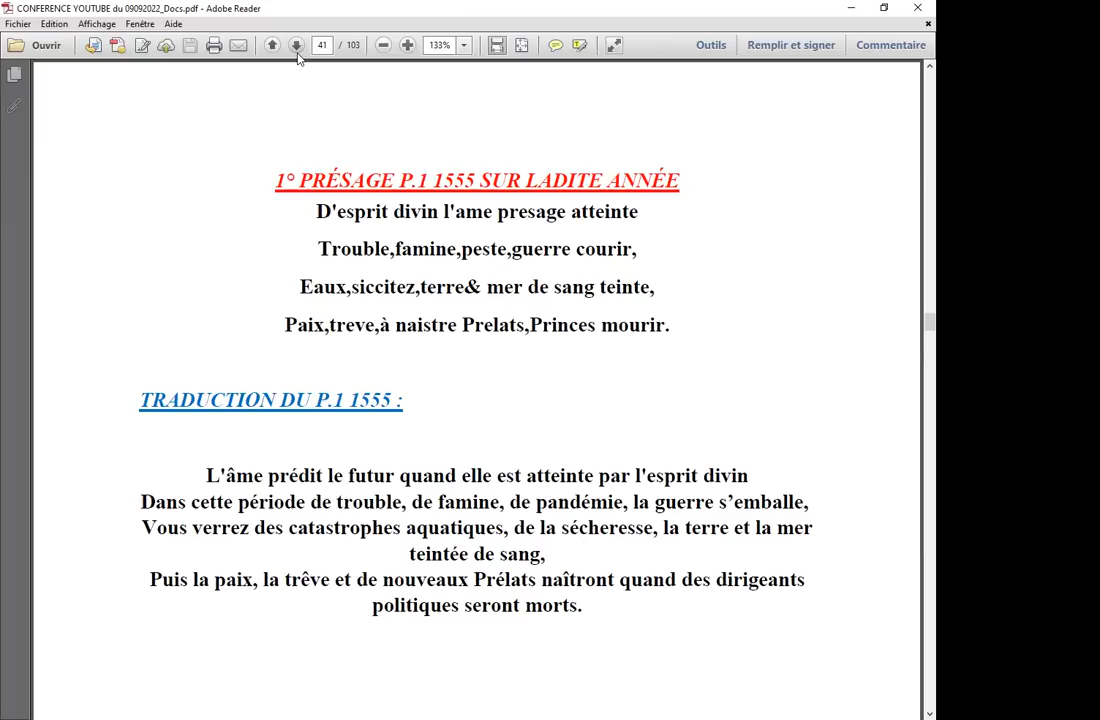 CONFERENCE YOUTUBE du 09092022_Docs.pdf - Adobe Reader
Fichier Edition Affichage Fenêtre Aide
Ouvrir 41 / 103 133% Outils Remplir et signer Commentaire
1° PRÉSAGE P.1 1555 SUR LADITE ANNÉE
D'esprit divin l'ame presage atteinte
Trouble,famine,peste,guerre courir,
Eaux,siccitez,terre& mer de sang teinte,
Paix,treve,à naistre Prelats,Princes mourir.
TRADUCTION DU P.1 1555 :
L'âme prédit le futur quand elle est atteinte par l'esprit divin
Dans cette période de trouble, de famine, de pandémie, la guerre s’emballe,
Vous verrez des catastrophes aquatiques, de la sécheresse, la terre et la mer
teintée de sang,
Puis la paix, la trêve et de nouveaux Prélats naîtront quand des dirigeants
politiques seront morts.